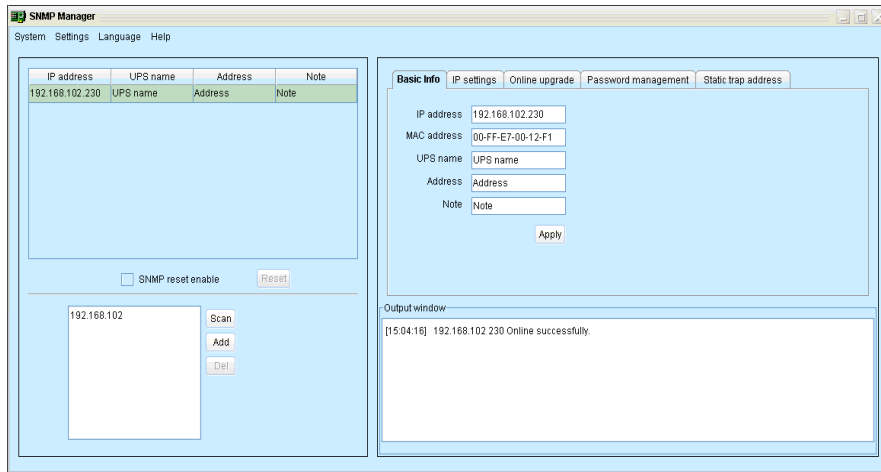 SNMP Manager
System Settings Language Help
IP address UPS name Address Note
192.168.102.230 UPS name Address Note
SNMP reset enable Reset
192.168.102
Scan
Add
Del
Basic Info IP settings Online upgrade Password management Static trap address
IP address 192.168.102.230
MAC address 00-FF-E7-00-12-F1
UPS name UPS name
Address Address
Note Note
Apply
Output window
[15:04:16] 192.168.102 230 Online successfully.